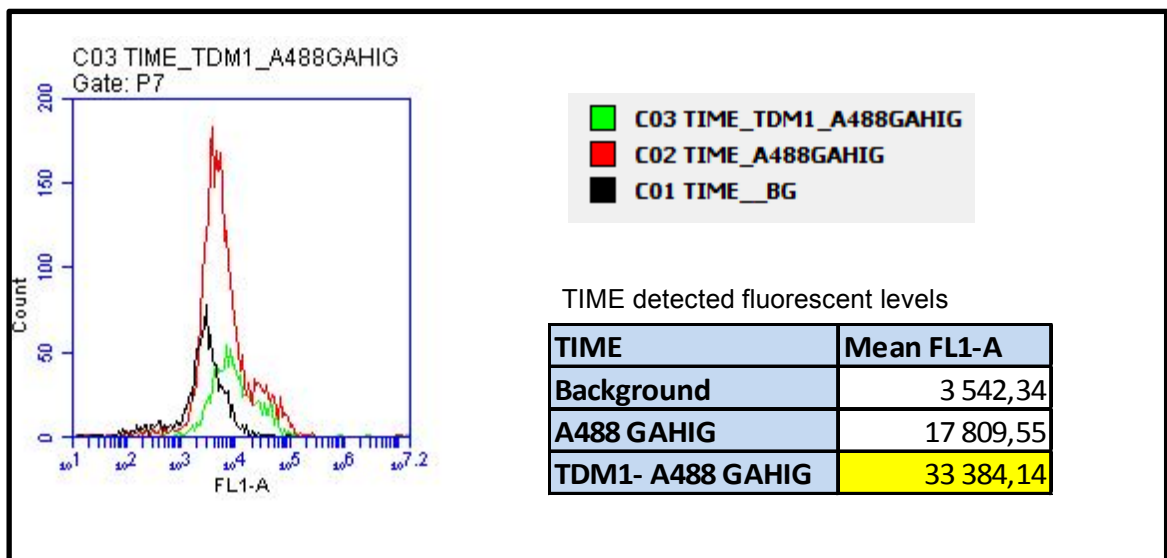 C03 TIME_TDM1_A488GAHIG
Gate: P7
200
150
100
50
0
Count
10^1 10^2 10^3 10^4 10^5 10^6 10^7.2
FL1-A
C03 TIME_TDM1_A488GAHIG
C02 TIME_A488GAHIG
C01 TIME__BG
TIME detected fluorescent levels
TIME Mean FL1-A
Background 3 542,34
A488 GAHIG 17 809,55
TDM1- A488 GAHIG 33 384,14